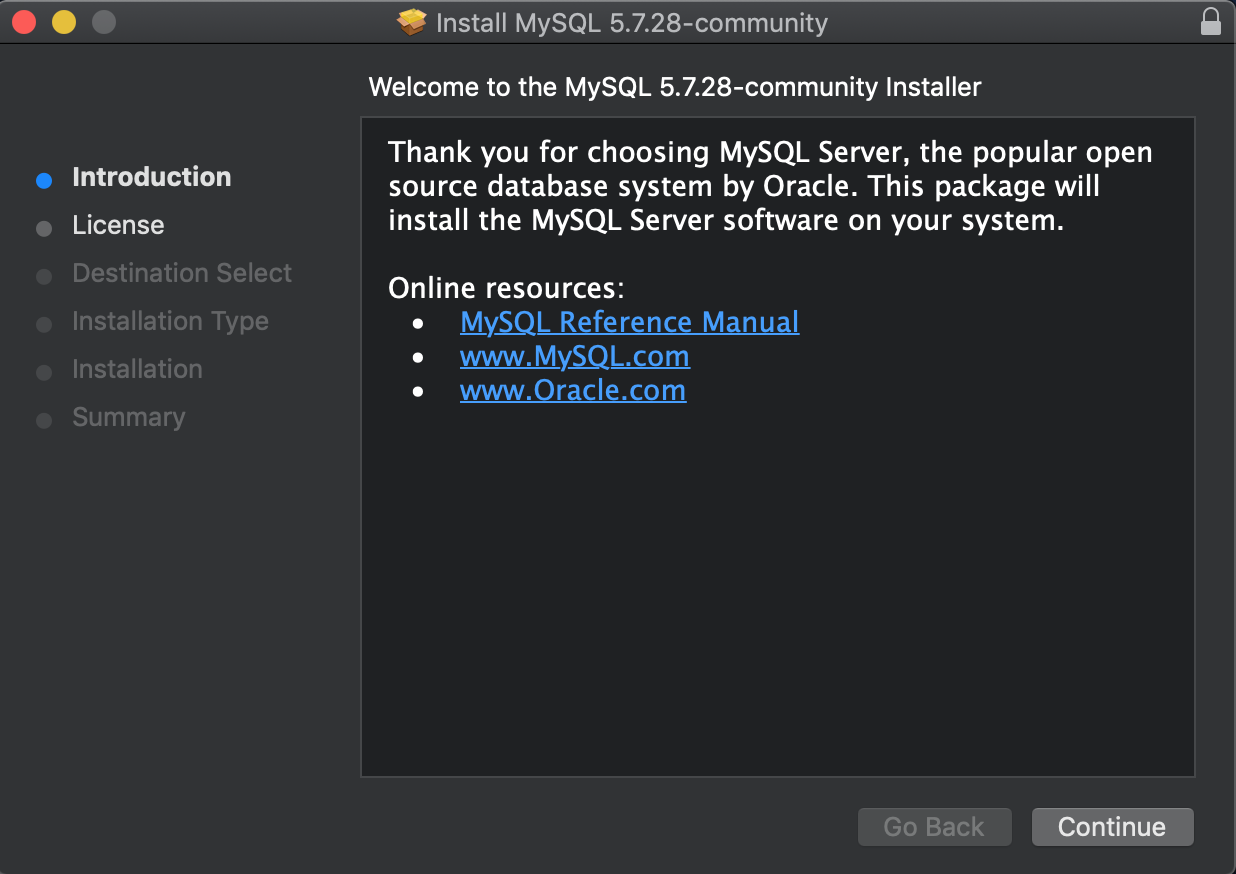 Install MySQL 5.7.28-community
Welcome to the MySQL 5.7.28-community Installer
Introduction
License
Destination Select
Installation Type
Installation
Summary
Thank you for choosing MySQL Server, the popular open
source database system by Oracle. This package will
install the MySQL Server software on your system.
Online resources:
• MySQL Reference Manual
• www.MySQL.com
• www.Oracle.com
Go Back
Continue